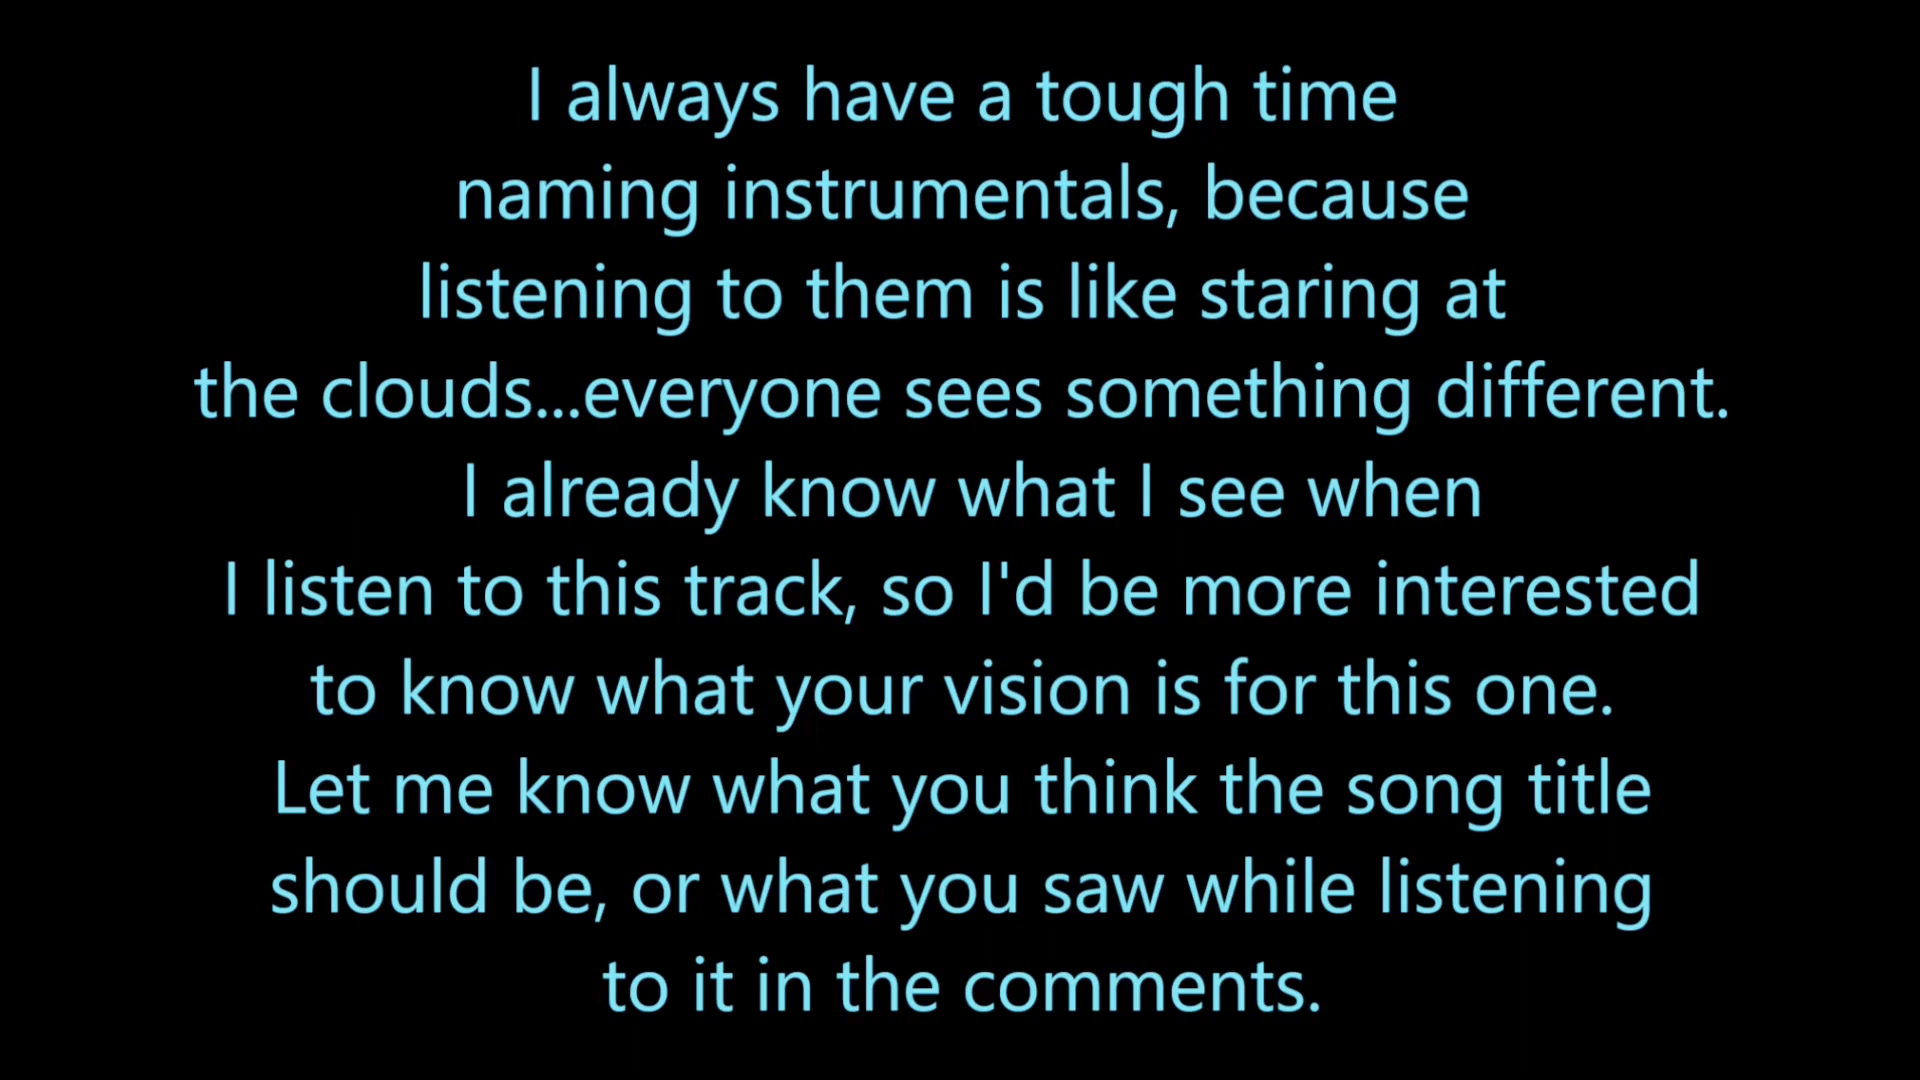 I always have a tough time
naming instrumentals, because
listening to them is like staring at
the clouds...everyone sees something different.
I already know what I see when
I listen to this track, so I'd be more interested
to know what your vision is for this one.
Let me know what you think the song title
should be, or what you saw while listening
to it in the comments.